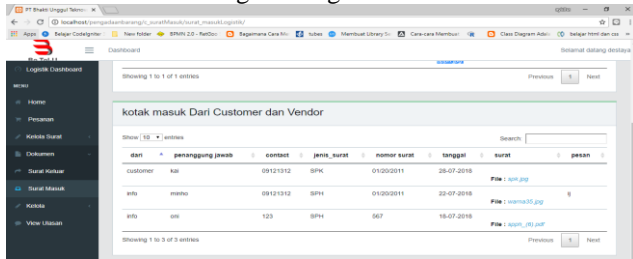 PT Bhakti Unggul Teknov
localhost/pengadaanbarang/c_suratMasuk/surat_masukLogistik/
Apps Belajar CodeIgniter New folder BPMN 2.0 - RefDoc Bagaimana Cara Me tubes Membuat Library Su Cara-cara Membuat Class Diagram Adala belajar html dan css
Dashboard Selamat datang destaya
Logistik Dashboard
Showing 1 to 1 of 1 entries Previous 1 Next
MENU
Home
Pesanan
Kelola Surat
Dokumen
Surat Keluar
Surat Masuk
Kelola
View Ulasan
kotak masuk Dari Customer dan Vendor
Show 10 entries Search:
dari penanggung jawab contact jenis_surat nomor surat tanggal surat pesan
customer kai 09121312 SPK 01/20/2011 28-07-2018 File : spk.jpg
info minho 09121312 SPH 01/20/2011 22-07-2018 File : warna35.jpg
info oni 123 SPH 567 18-07-2018
Showing 1 to 3 of 3 entries Previous 1 Next